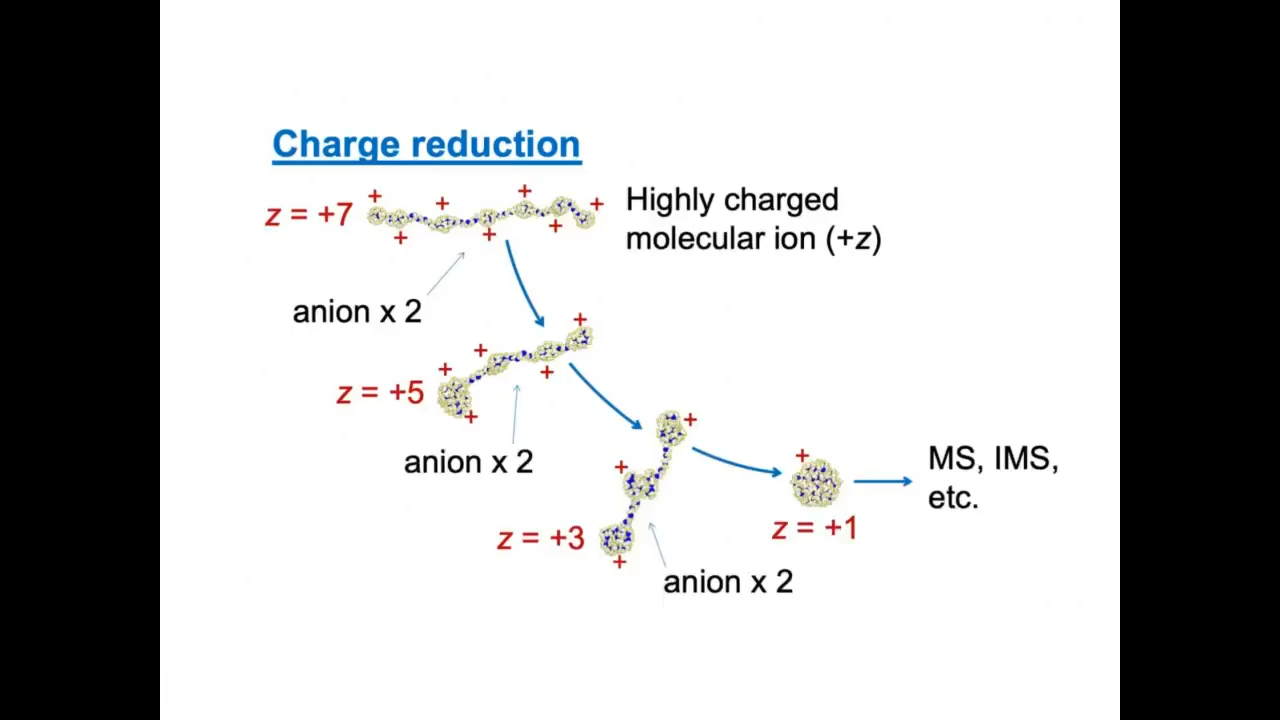 Charge reduction
z = +7
+ + + +
+ + +
Highly charged
molecular ion (+z)
anion x 2
z = +5
+ + +
+ +
anion x 2
z = +3
+
+
+
anion x 2
+
z = +1
MS, IMS,
etc.